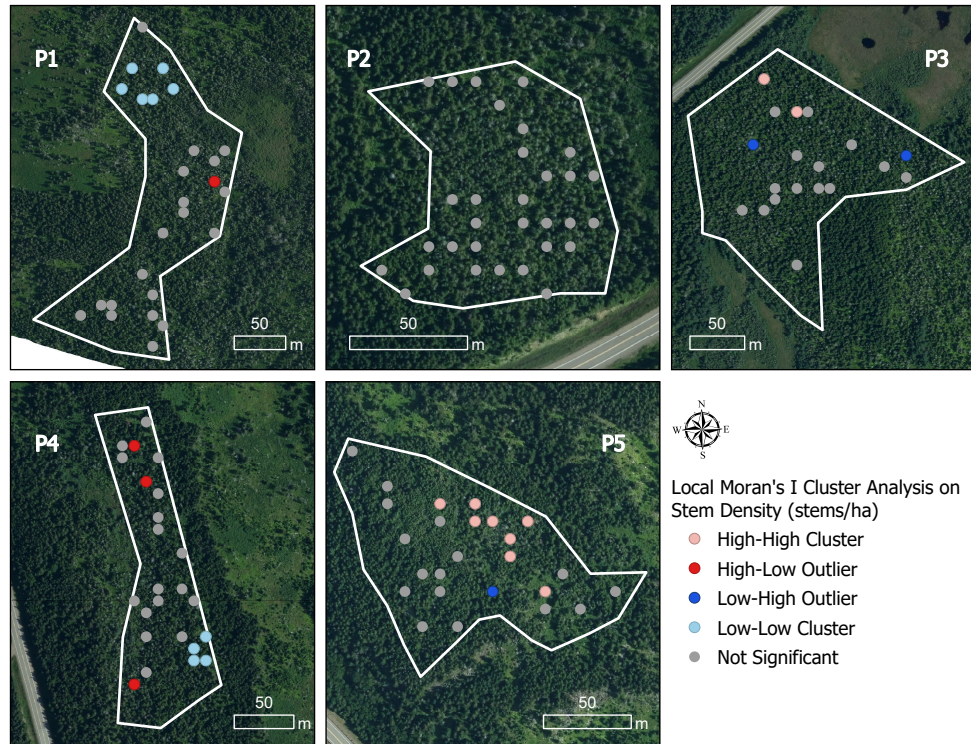 P1
50
m
P2
50
m
P3
50
m
P4
50
m
P5
50
m
N
W E
S
Local Moran's I Cluster Analysis on
Stem Density (stems/ha)
High-High Cluster
High-Low Outlier
Low-High Outlier
Low-Low Cluster
Not Significant